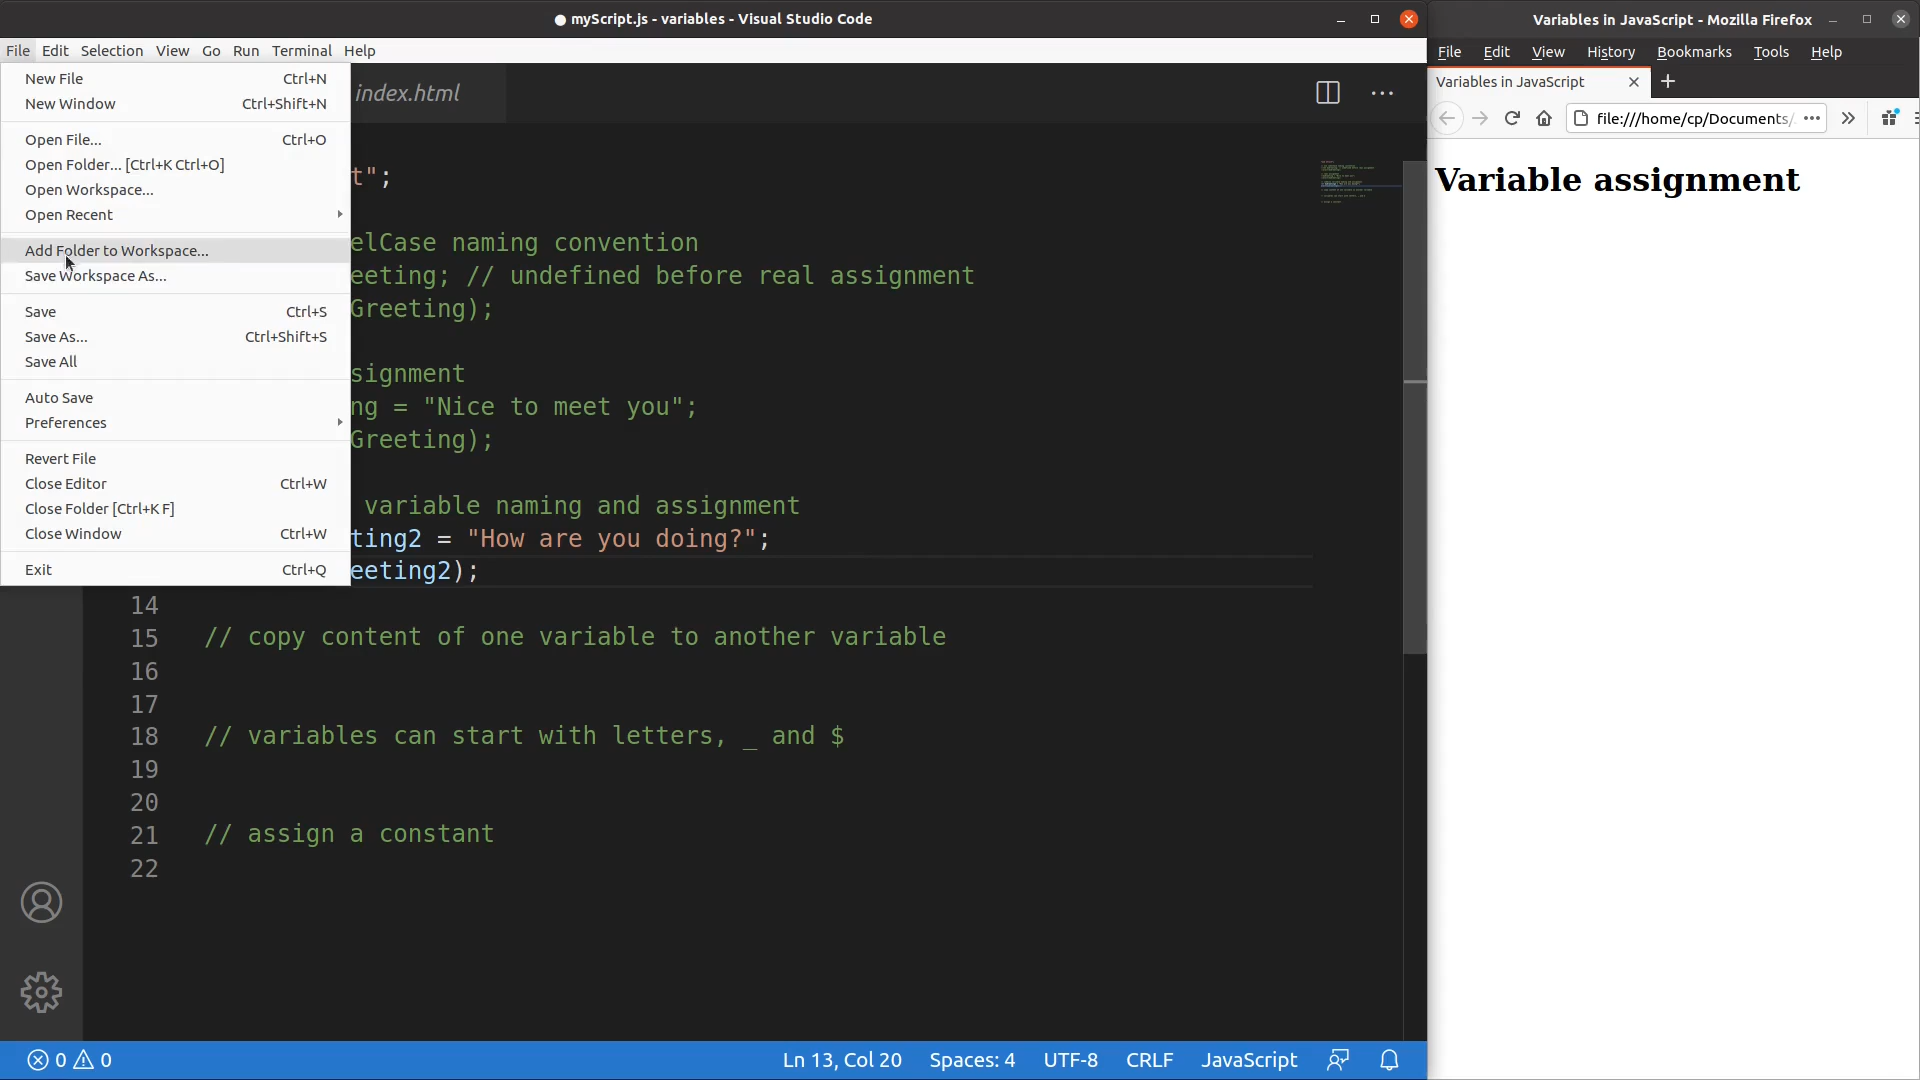 ● myScript.js - variables - Visual Studio Code
File Edit Selection View Go Run Terminal Help
New File Ctrl+N
New Window Ctrl+Shift+N
Open File... Ctrl+O
Open Folder... [Ctrl+K Ctrl+O]
Open Workspace...
Open Recent
Add Folder to Workspace...
Save Workspace As...
Save Ctrl+S
Save As... Ctrl+Shift+S
Save All
Auto Save
Preferences
Revert File
Close Editor Ctrl+W
Close Folder [Ctrl+K F]
Close Window Ctrl+W
Exit Ctrl+Q
index.html
t";
elCase naming convention
eeting; // undefined before real assignment
Greeting);
signment
ng = "Nice to meet you";
Greeting);
variable naming and assignment
ting2 = "How are you doing?";
eeting2);
14
15 // copy content of one variable to another variable
16
17
18 // variables can start with letters, _ and $
19
20
21 // assign a constant
22
0 0 Ln 13, Col 20 Spaces: 4 UTF-8 CRLF JavaScript
Variables in JavaScript - Mozilla Firefox
File Edit View History Bookmarks Tools Help
Variables in JavaScript
file:///home/cp/Documents/
Variable assignment